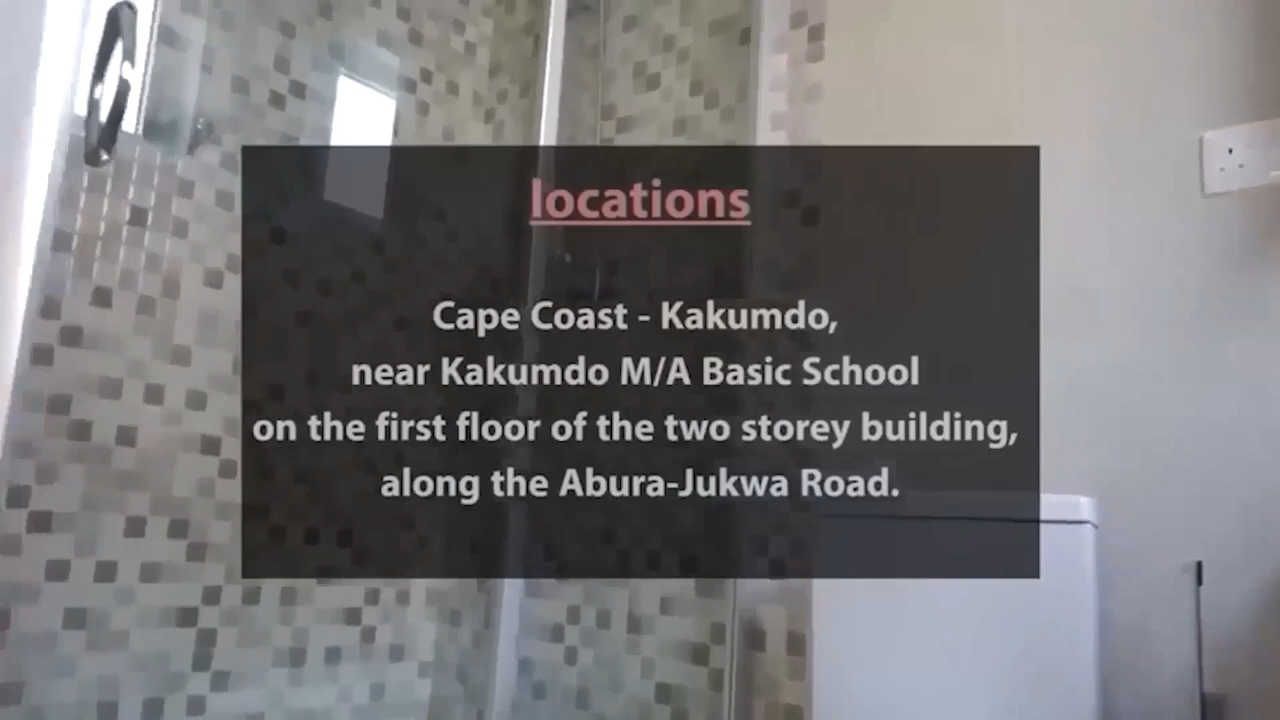 locations
Cape Coast - Kakumdo,
near Kakumdo M/A Basic School
on the first floor of the two storey building,
along the Abura-Jukwa Road.